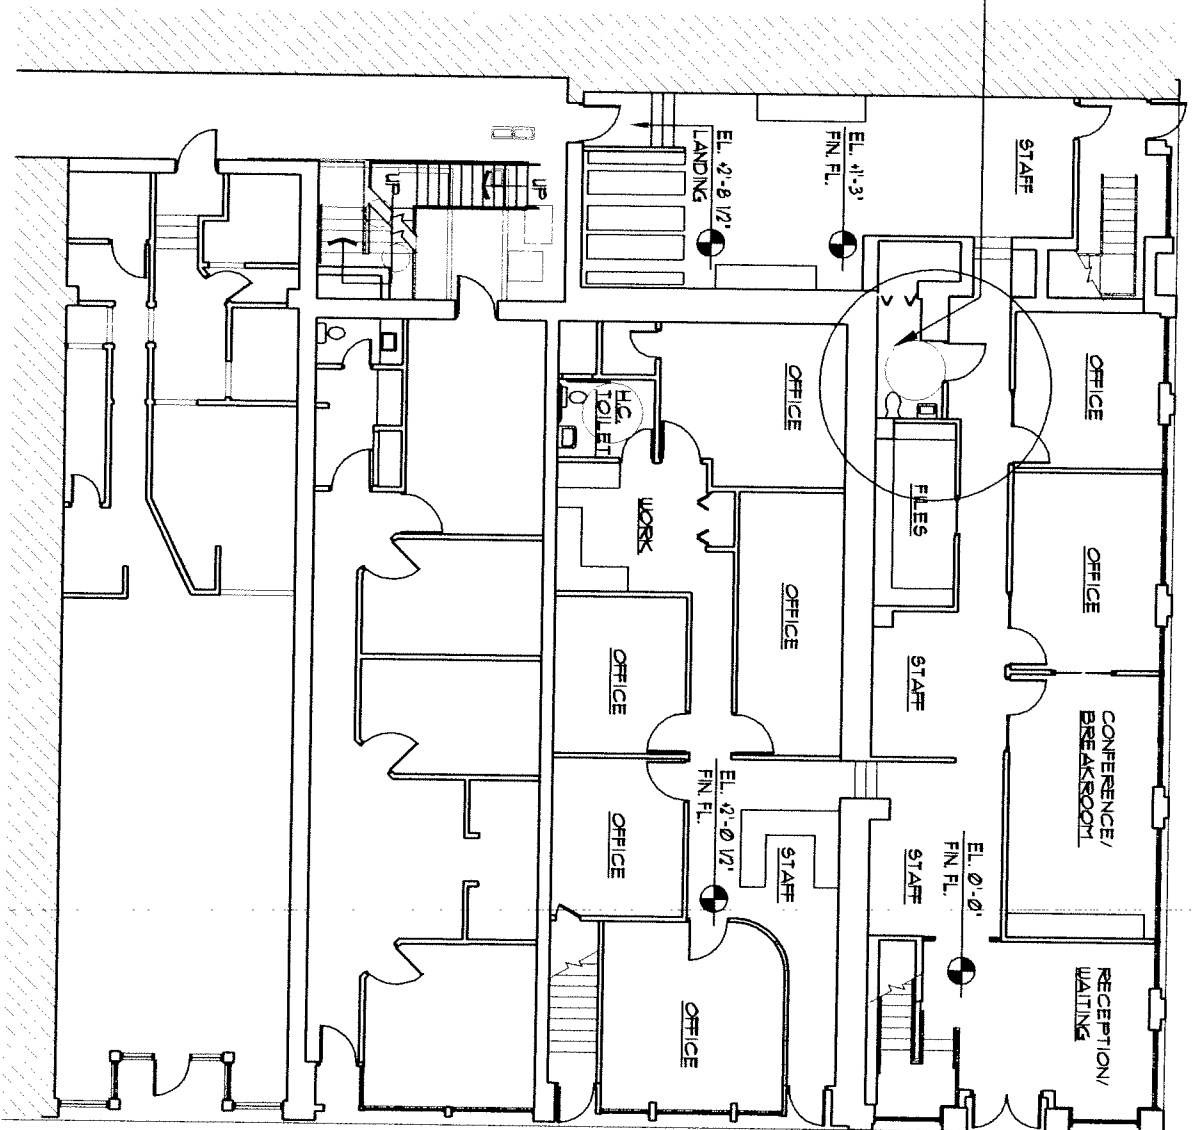 STAFF
EL. +1'-3"
FIN. FL.
EL. +2'-8 1/2"
LANDING
UP
UP
OFFICE
OFFICE
H.C.
TOILET
FILES
WORK
OFFICE
OFFICE
OFFICE
STAFF
CONFERENCE/
BREAKROOM
EL. +2'-0 1/2"
FIN. FL.
OFFICE
STAFF
STAFF
EL. 0'-0"
FIN. FL.
RECEPTION/
WAITING
OFFICE